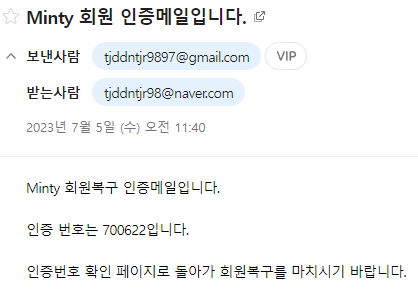 Minty 회원 인증메일입니다.
보낸사람 tjddntjr9897@gmail.com VIP
받는사람 tjddntjr98@naver.com
2023년 7월 5일 (수) 오전 11:40
Minty 회원복구 인증메일입니다.
인증 번호는 700622입니다.
인증번호 확인 페이지로 돌아가 회원복구를 마치시기 바랍니다.